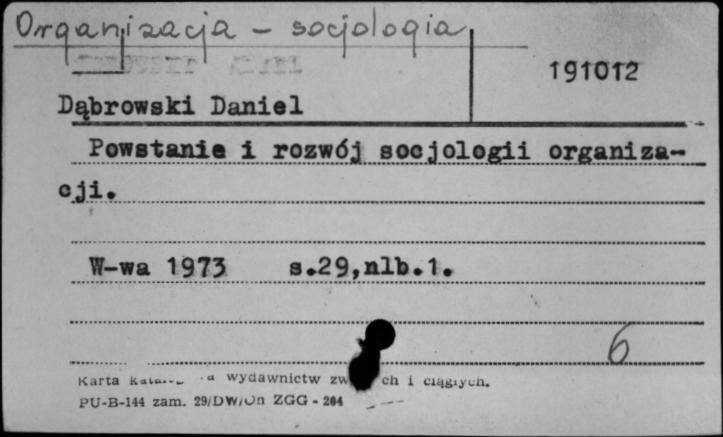 Organizacja - socjologia
191012
Dąbrowski Daniel
Powstanie i rozwój socjologii organiza-
cji.
W-wa 1973 s.29,nlb.1.
6
Karta wydawnictw ch i ciągłych.
PU-B-144 zam. 29/DW/On ZGG - 204